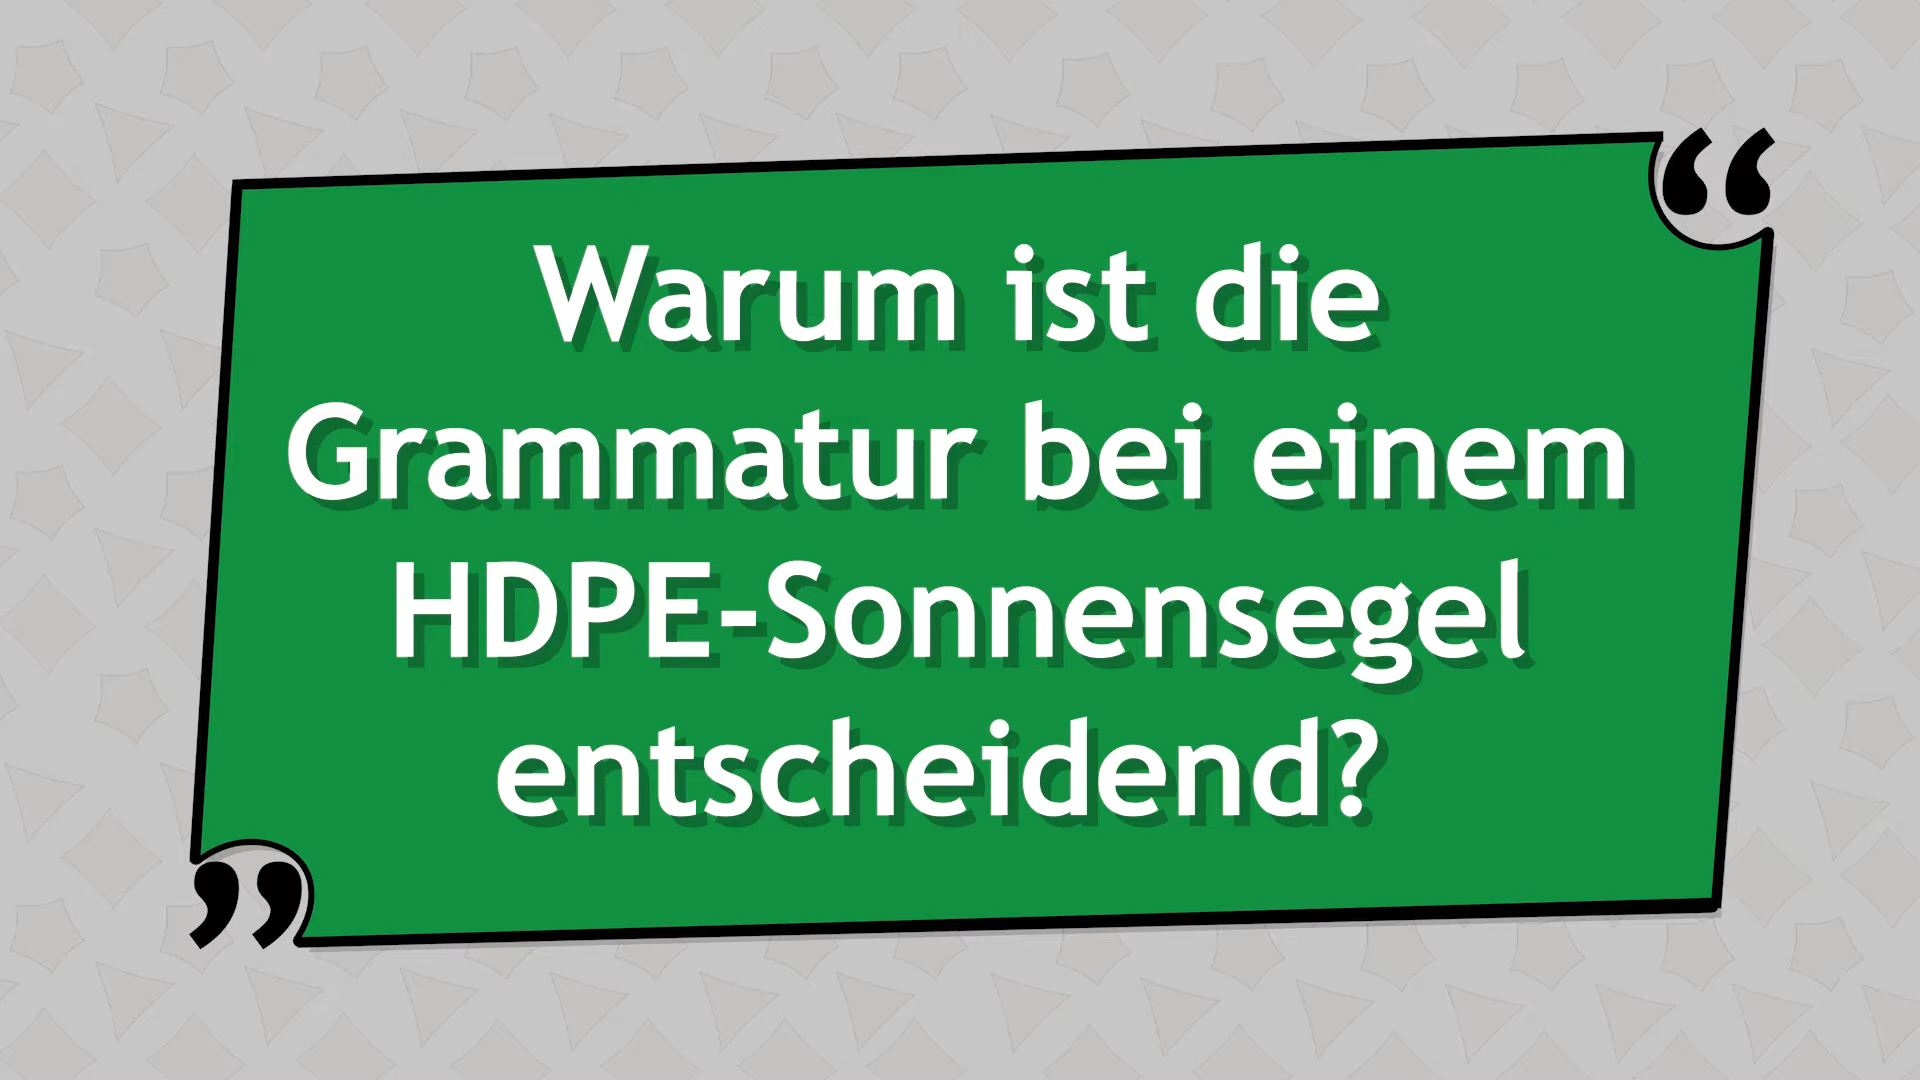 “
Warum ist die
Grammatur bei einem
HDPE-Sonnensegel
entscheidend?
”